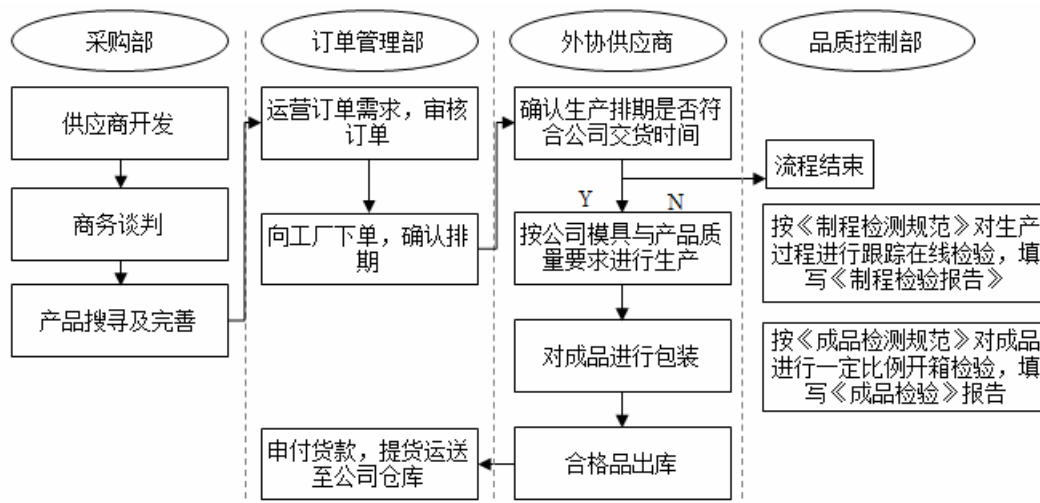 采购部
订单管理部
外协供应商
品质控制部
供应商开发
商务谈判
产品搜寻及完善
运营订单需求，审核
订单
向工厂下单，确认排
期
申付货款，提货运送
至公司仓库
确认生产排期是否符
合公司交货时间
Y
N
按公司模具与产品质
量要求进行生产
对成品进行包装
合格品出库
流程结束
按《制程检测规范》对生产
过程进行跟踪在线检验，填
写《制程检验报告》
按《成品检测规范》对成品
进行一定比例开箱检验，填
写《成品检验》报告